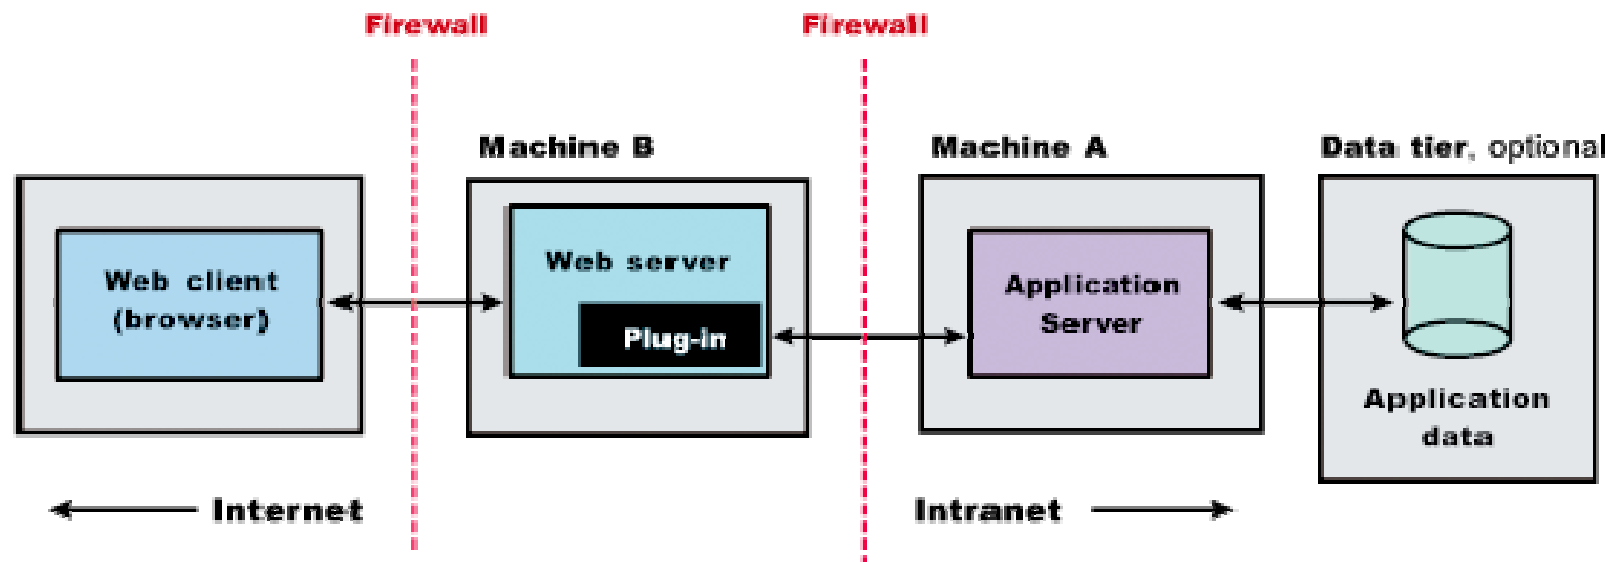 Firewall
Firewall
Machine B
Machine A
Data tier, optional
Web client
(browser)
Web server
Plug-in
Application
Server
Application
data
Internet
Intranet